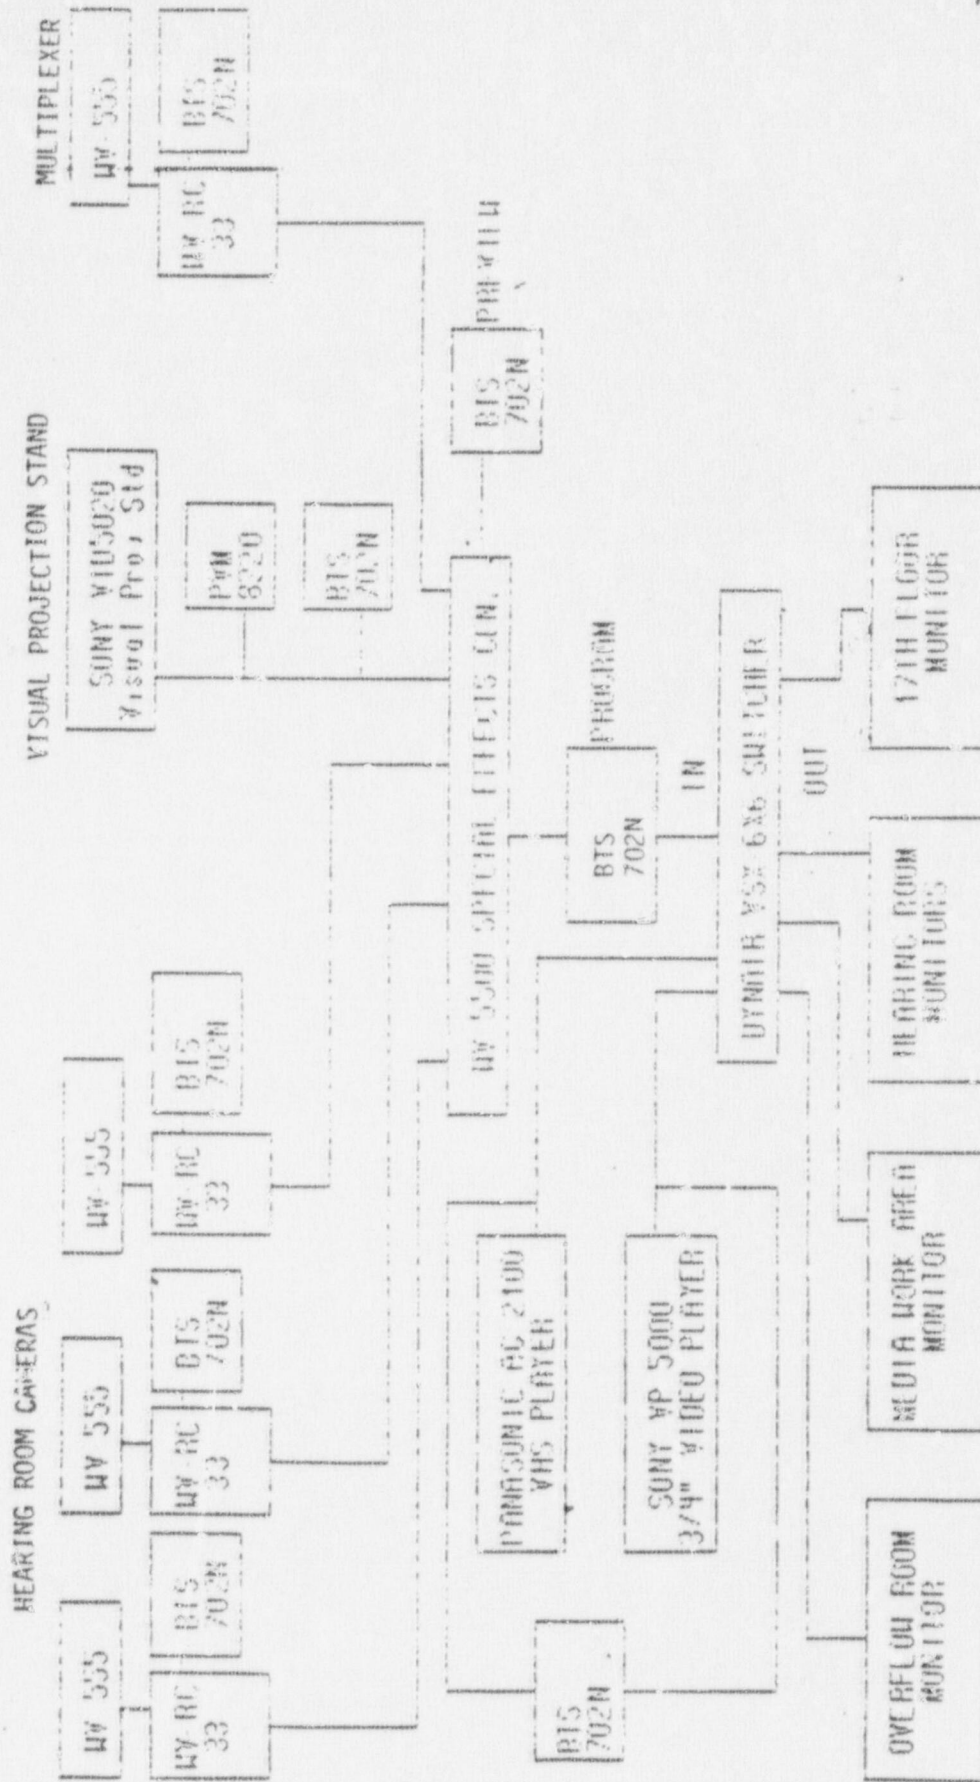 HEARING ROOM CAMERAS
VISUAL PROJECTION STAND
MULTIPLEXER
WV 555
WV 555
WV 555
SONY VIU5020
Visual Proj Std
WV 555
WV-RC
33
BTS
702N
WV-RC
33
BTS
702N
WV-RC
33
BTS
702N
PVM
8220
BTS
702N
WV RC
33
BTS
702N
WV 5500 SPECIAL EFFECTS GEN.
BTS
702N
PREVIEW
PANASONIC AG 2100
VHS PLAYER
BTS
702N
BTS
702N
PROGRAM
SONY VP 5000
3/4" VIDEO PLAYER
IN
DYNAIR VSX 6X6 SWITCHER
OUT
OVERFLOW ROOM
MONITOR
MEDIA WORK AREA
MONITOR
HEARING ROOM
MONITORS
17TH FLOOR
MONITOR